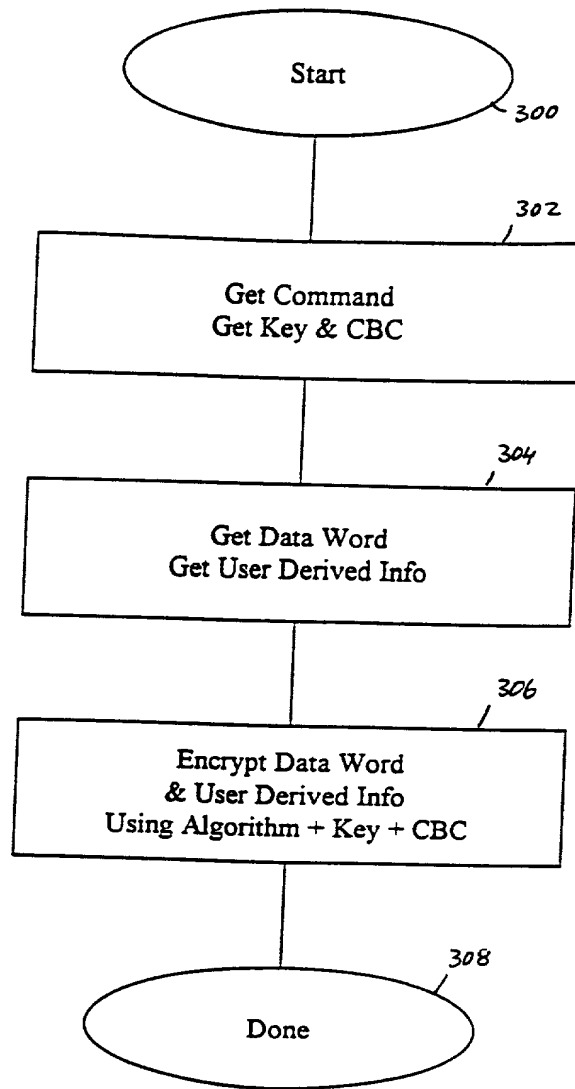 Start
300
302
Get Command
Get Key & CBC
304
Get Data Word
Get User Derived Info
306
Encrypt Data Word
& User Derived Info
Using Algorithm + Key + CBC
308
Done